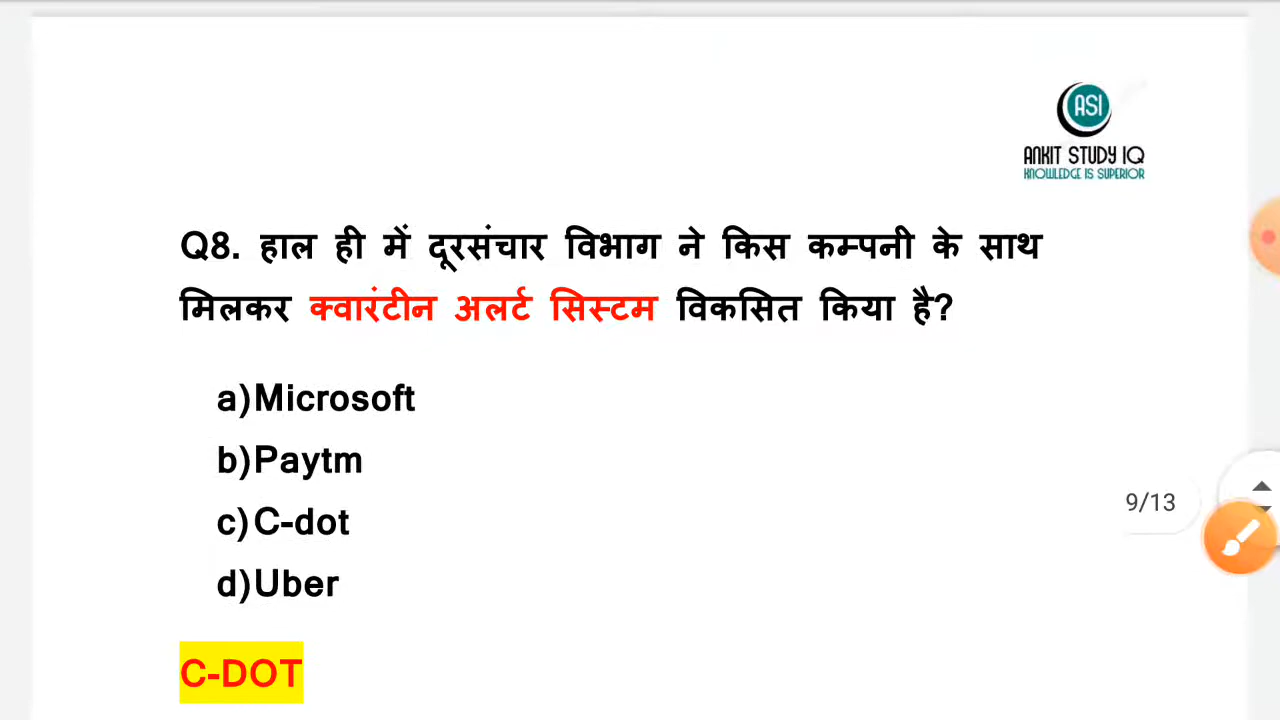 ASI
ANKIT STUDY IQ
KNOWLEDGE IS SUPERIOR
Q8. हाल ही में दूरसंचार विभाग ने किस कम्पनी के साथ
मिलकर क्वारंटीन अलर्ट सिस्टम विकसित किया है?
a)Microsoft
b)Paytm
c)C-dot
d)Uber
9/13
C-DOT